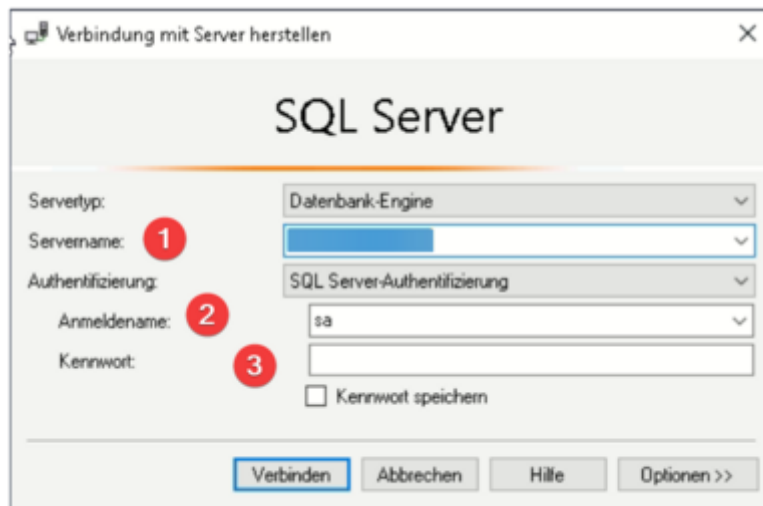 Verbindung mit Server herstellen
SQL Server
Servertyp: Datenbank-Engine
Servername: 1
Authentifizierung: SQL Server-Authentifizierung
Anmeldename: 2 sa
Kennwort: 3
Kennwort speichern
Verbinden Abbrechen Hilfe Optionen >>